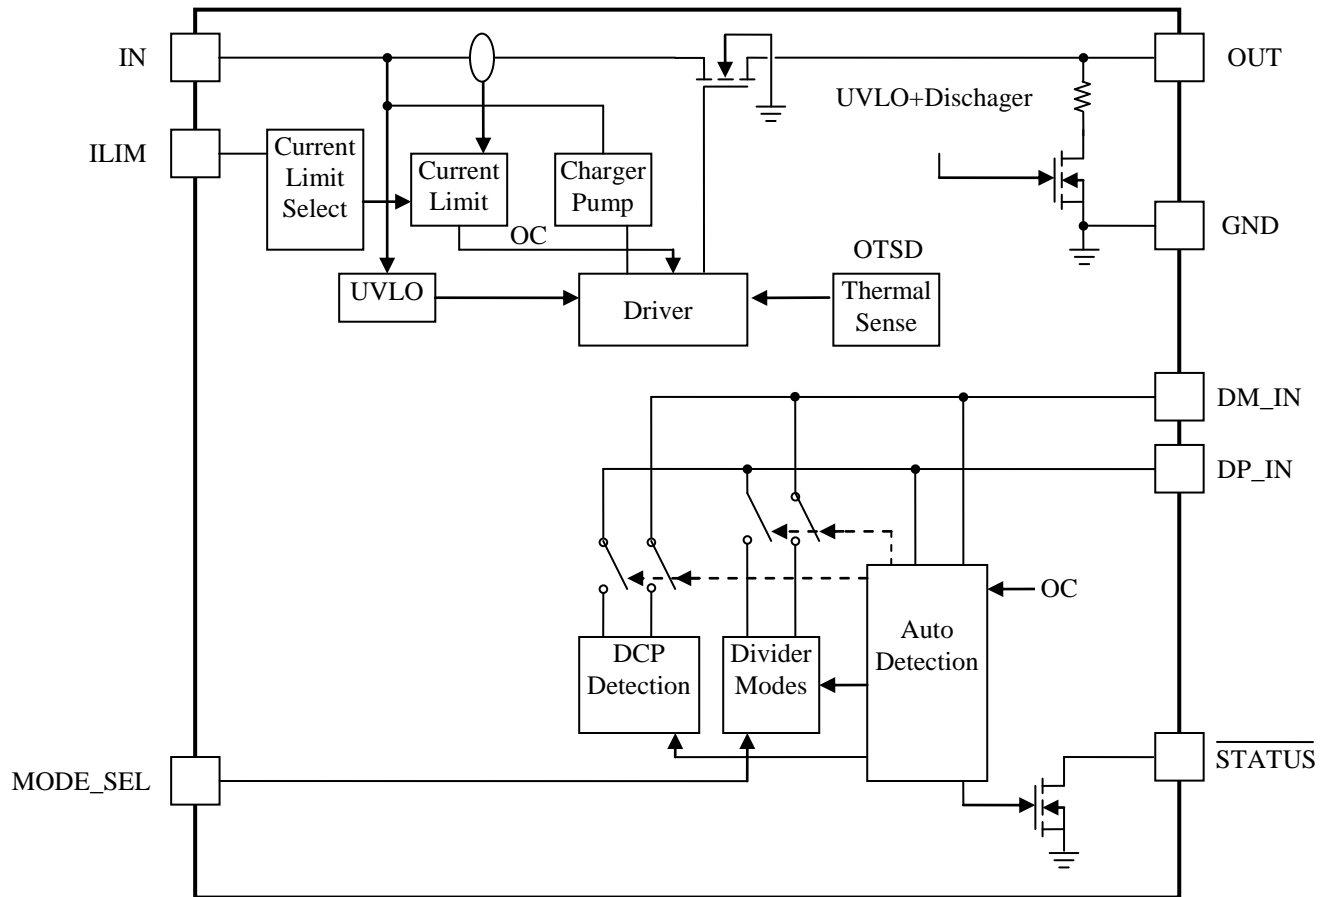 IN
OUT
UVLO+Dischager
ILIM
Current
Limit
Select
Current
Limit
Charger
Pump
GND
OC
OTSD
UVLO
Driver
Thermal
Sense
DM_IN
DP_IN
OC
Auto
Detection
DCP
Detection
Divider
Modes
STATUS
MODE_SEL